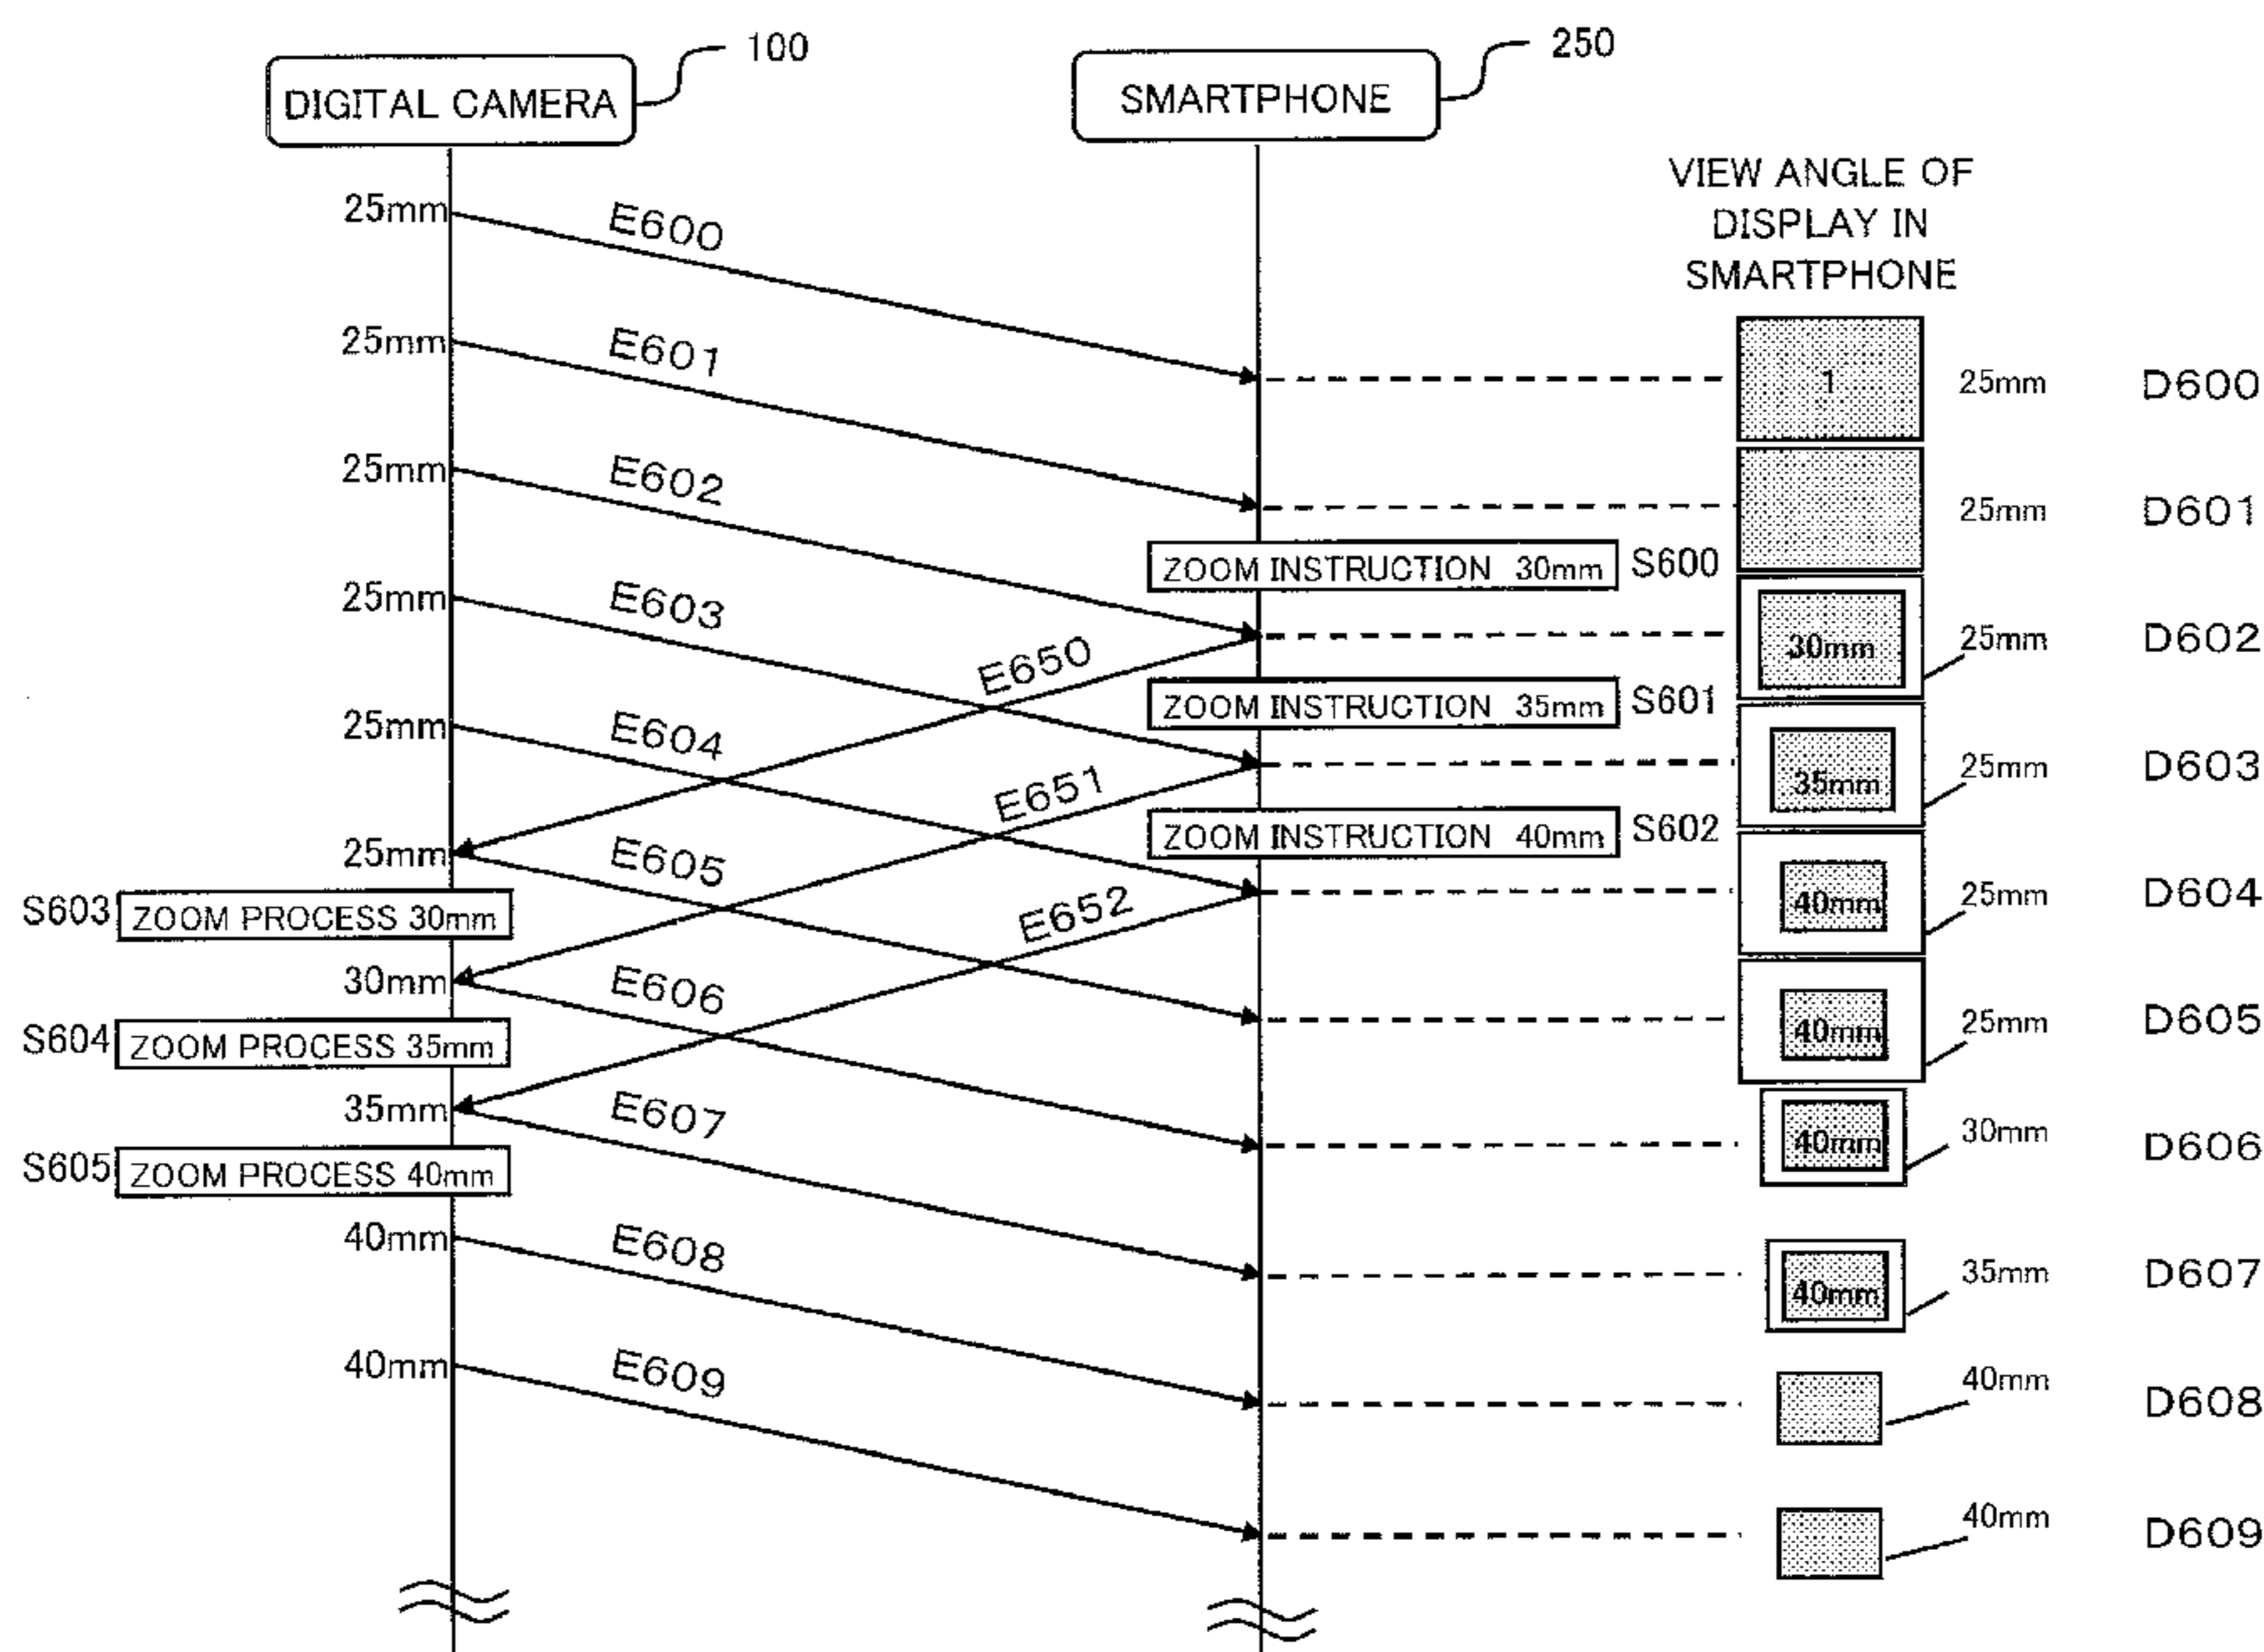 100
250
DIGITAL CAMERA
SMARTPHONE
VIEW ANGLE OF
DISPLAY IN
SMARTPHONE
25mm
E600
25mm
E601
1
25mm
D600
25mm
E602
25mm
D601
ZOOM INSTRUCTION 30mm
S600
25mm
E603
E650
30mm
25mm
D602
ZOOM INSTRUCTION 35mm
S601
25mm
E604
E651
35mm
25mm
D603
ZOOM INSTRUCTION 40mm
S602
25mm
E605
E652
40mm
25mm
D604
S603
ZOOM PROCESS 30mm
30mm
E606
40mm
25mm
D605
S604
ZOOM PROCESS 35mm
35mm
E607
40mm
30mm
D606
S605
ZOOM PROCESS 40mm
40mm
E608
40mm
35mm
D607
40mm
E609
40mm
D608
40mm
D609